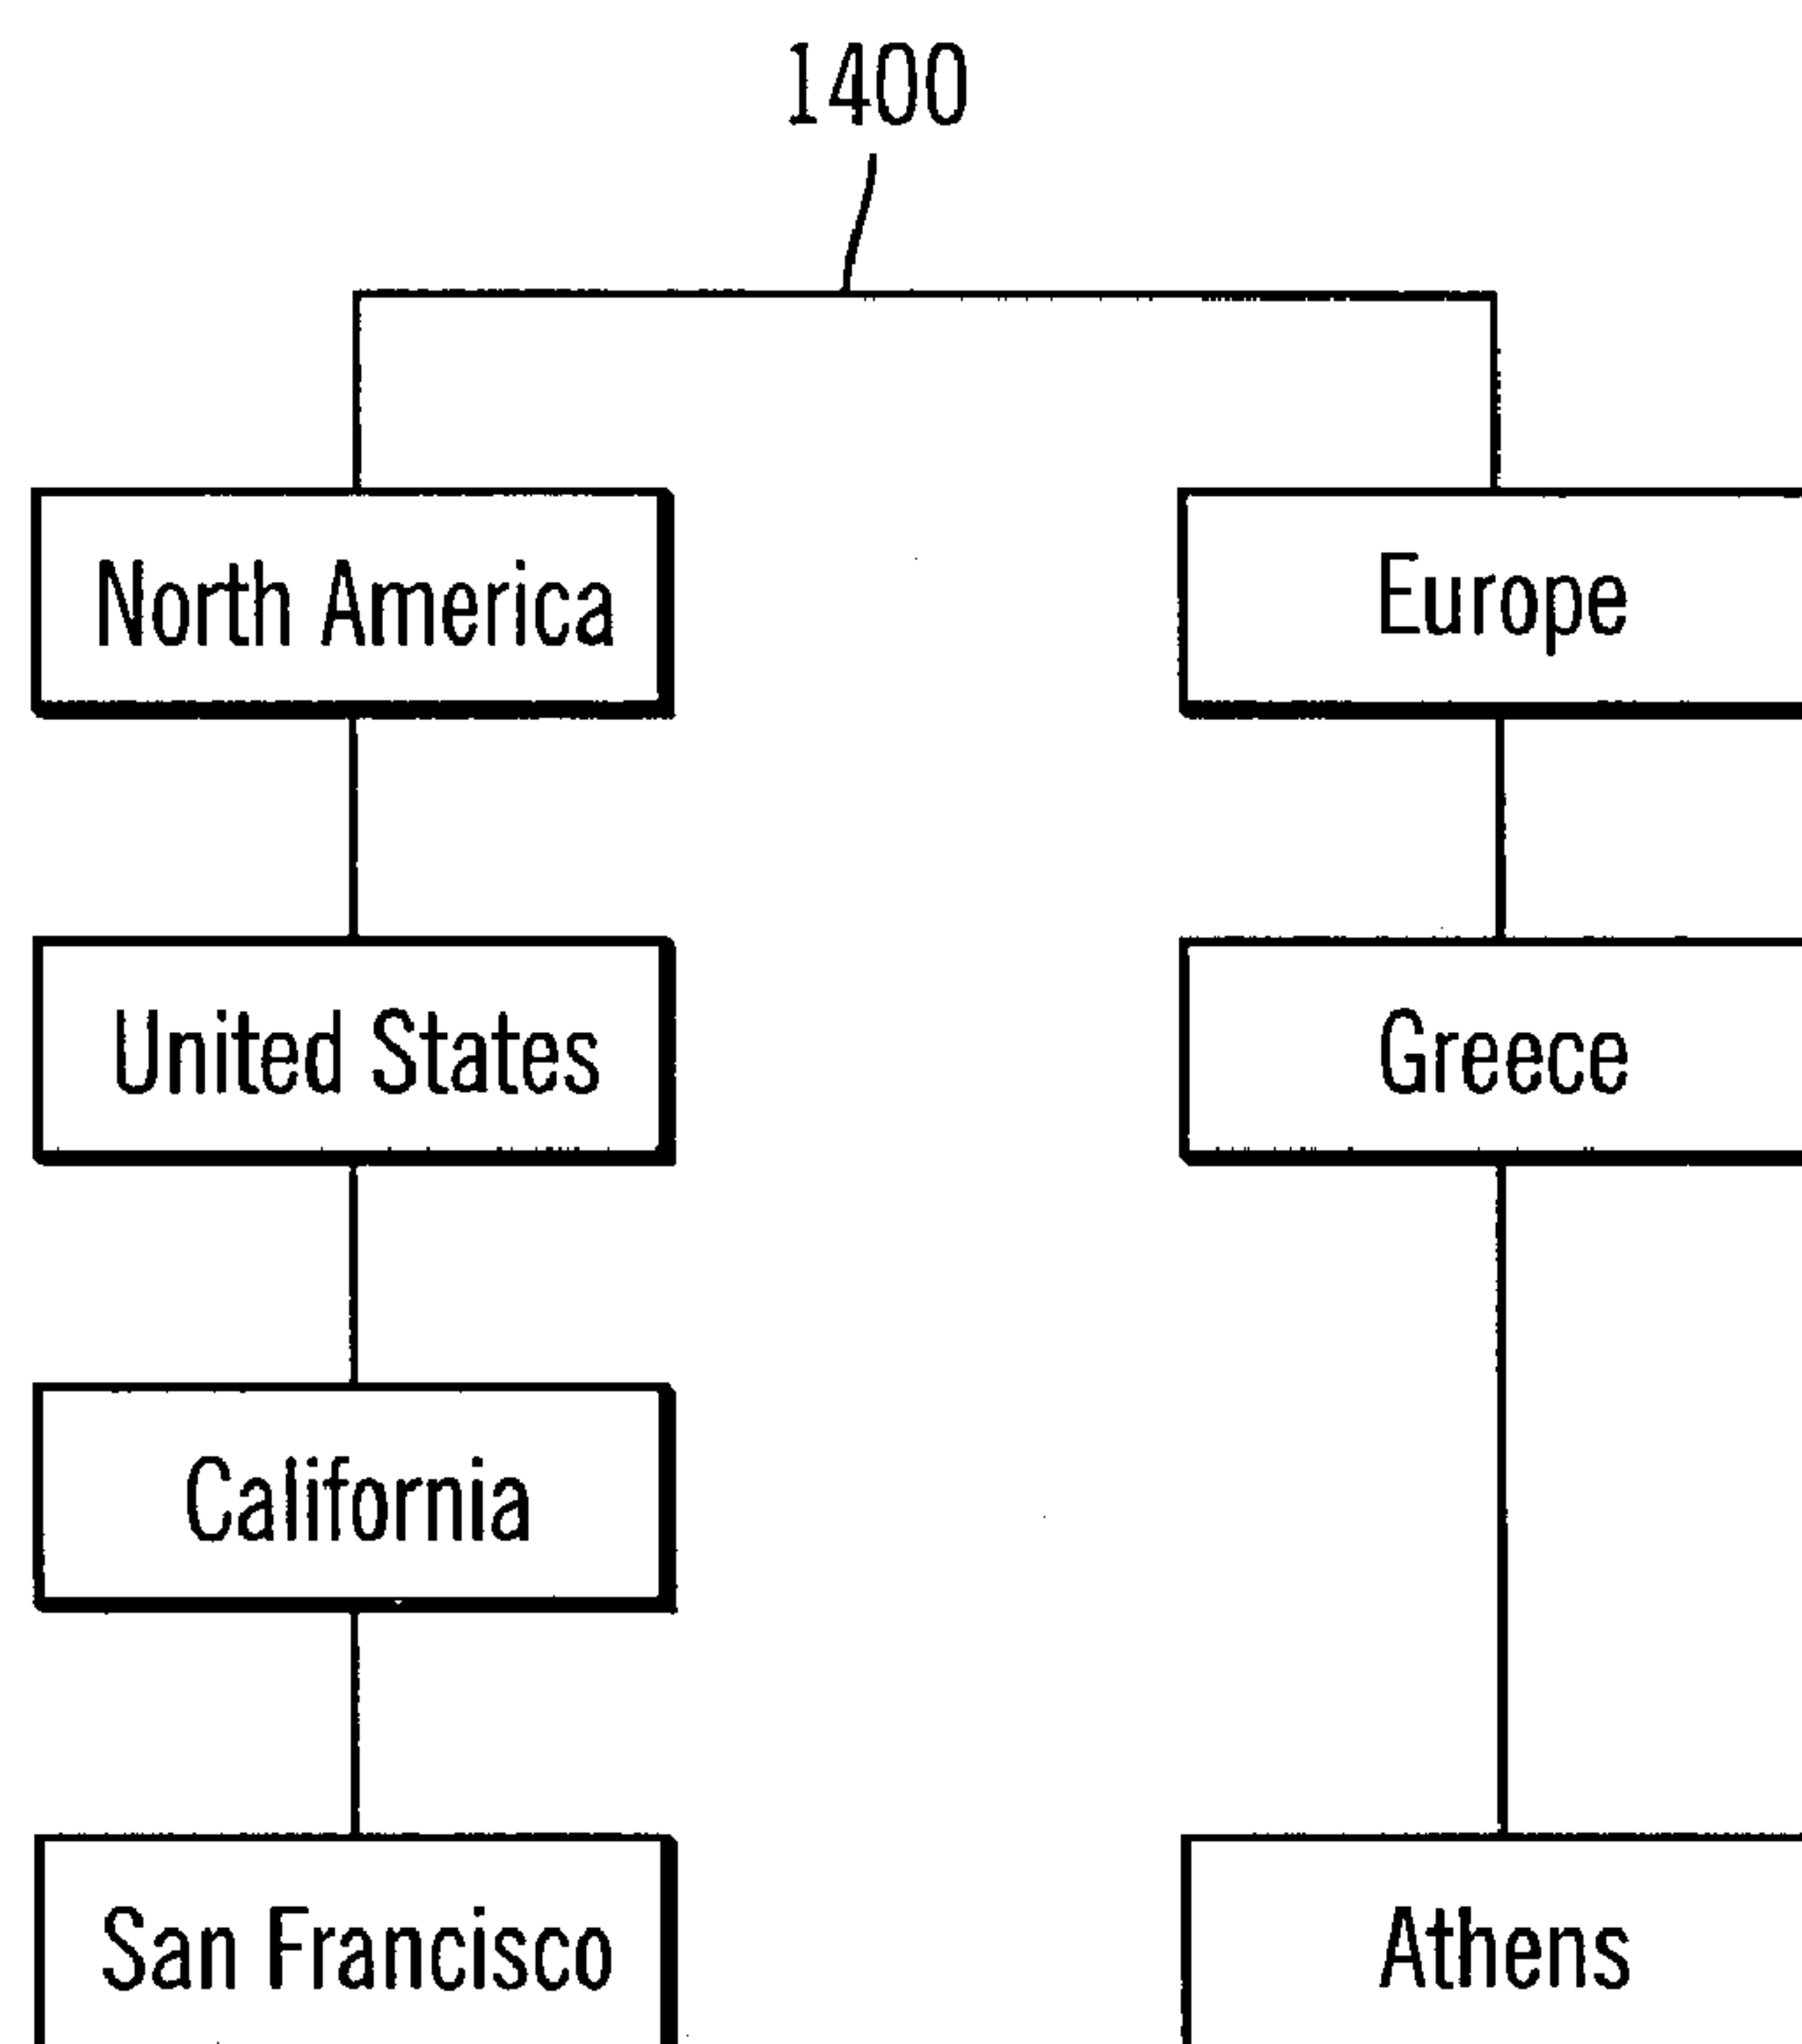 1400
North America
Europe
United States
Greece
California
San Francisco
Athens